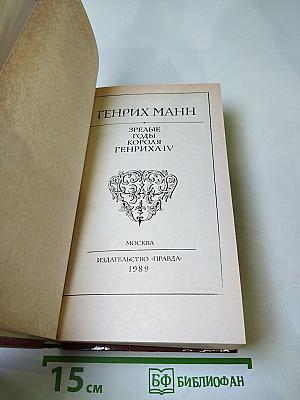 ГЕНРИХ МАНН
ЗРЕЛЫЕ
ГОДЫ
КОРОЛЯ
ГЕНРИХА IV
МОСКВА
ИЗДАТЕЛЬСТВО «ПРАВДА»
1989
15 см
БФ БИБЛИОФАН